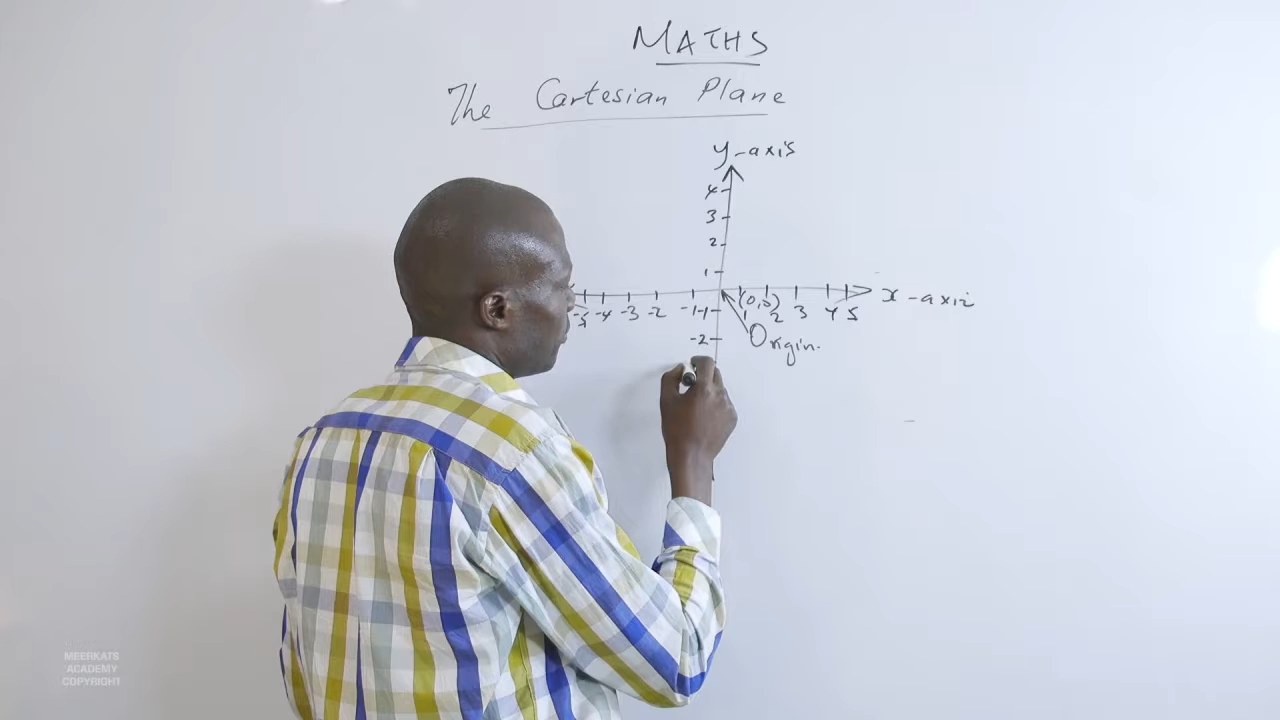 MATHS
The Cartesian Plane
y-axis
4
3
2
1
-5 -4 -3 -2 -1 (0,0) 1 2 3 4 5 x-axis
-1
-2 Origin.
MEERKATS
ACADEMY
COPYRIGHT